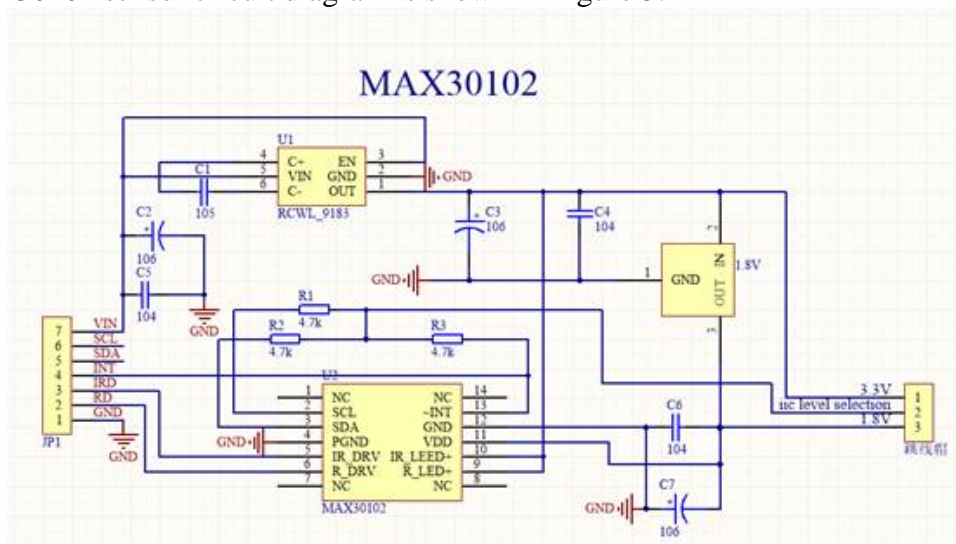 MAX30102
U1
4 C+ EN 3
5 VIN GND 2
6 C- OUT 1
RCWL_9183
C1
105
GND
C2
106
C5
104
GND
C3
106
C4
104
GND
1 GND
IN 2
OUT 3
1.8V
R1
4.7k
R2
4.7k
R3
4.7k
7 VIN
6 SCL
5 SDA
4 INT
3 IRD
2 RD
1 GND
JP1
GND
U2
1 NC NC 14
2 SCL ~INT 13
3 SDA GND 12
4 PGND VDD 11
5 IR_DRV IR_LEED+ 10
6 R_DRV R_LED+ 9
7 NC NC 8
MAX30102
GND
C6
104
C7
106
GND
3.3V 1
iic level selection 2
1.8V 3
跳线帽